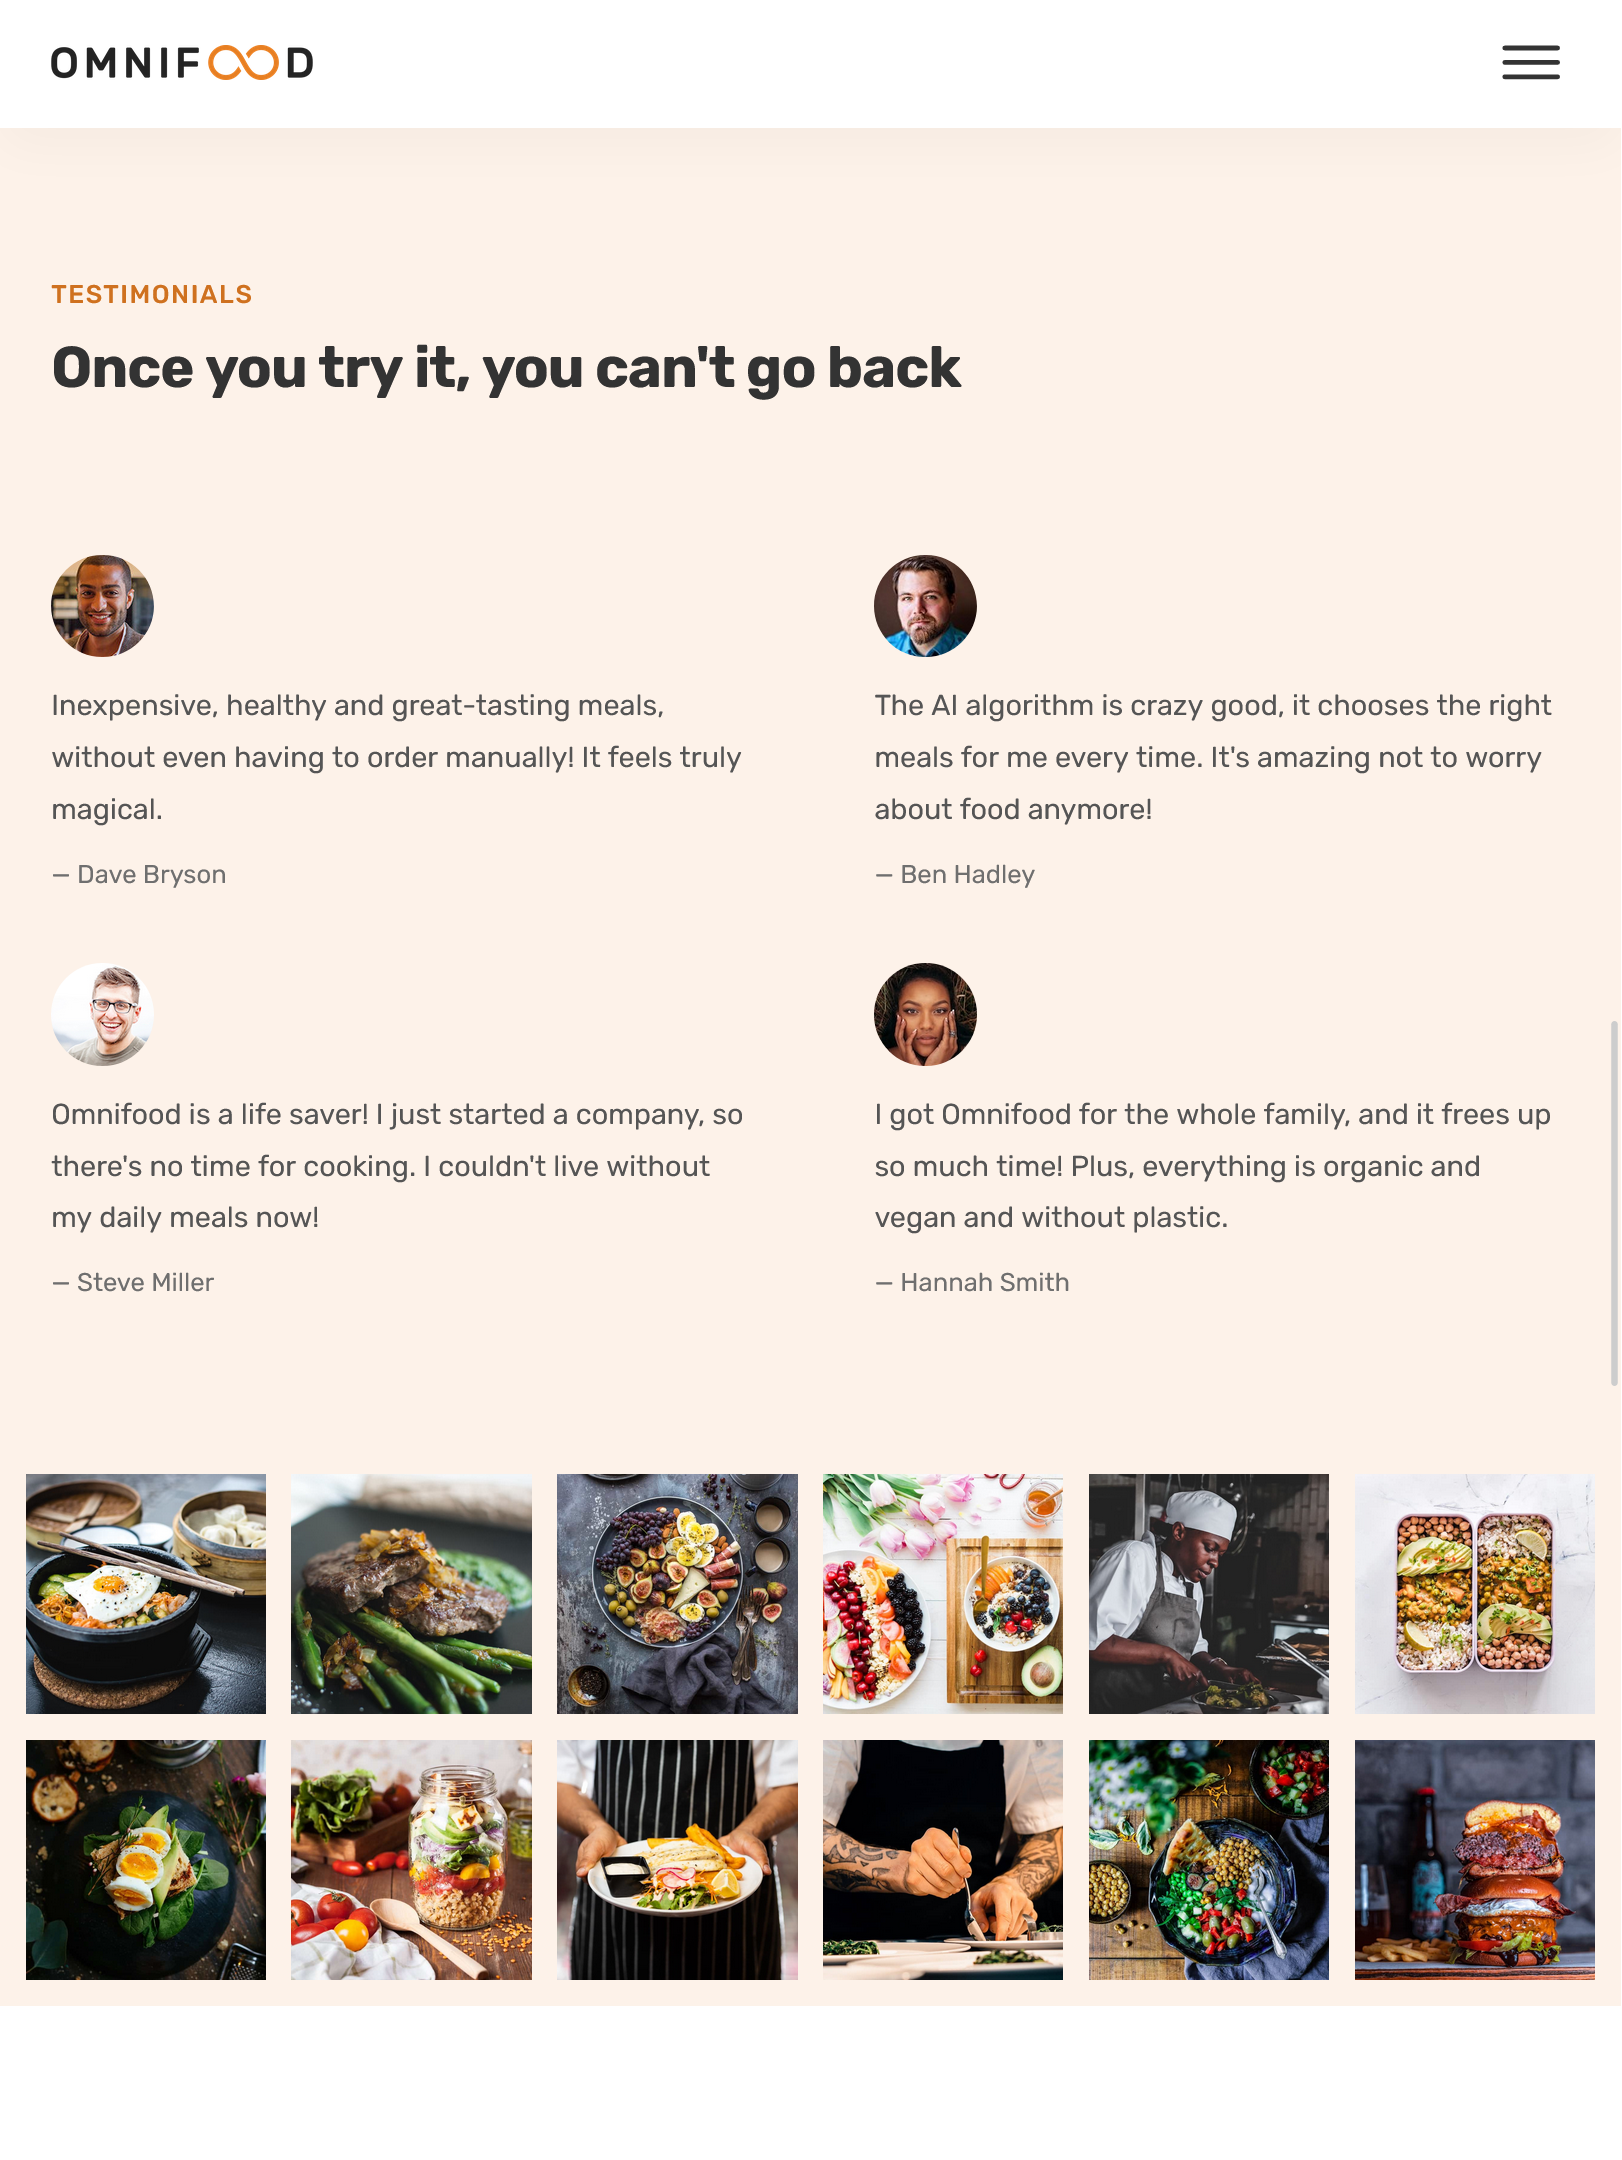 OMNIFOOD
TESTIMONIALS
Once you try it, you can't go back
Inexpensive, healthy and great-tasting meals,
without even having to order manually! It feels truly
magical.
— Dave Bryson
The AI algorithm is crazy good, it chooses the right
meals for me every time. It's amazing not to worry
about food anymore!
— Ben Hadley
Omnifood is a life saver! I just started a company, so
there's no time for cooking. I couldn't live without
my daily meals now!
— Steve Miller
I got Omnifood for the whole family, and it frees up
so much time! Plus, everything is organic and
vegan and without plastic.
— Hannah Smith